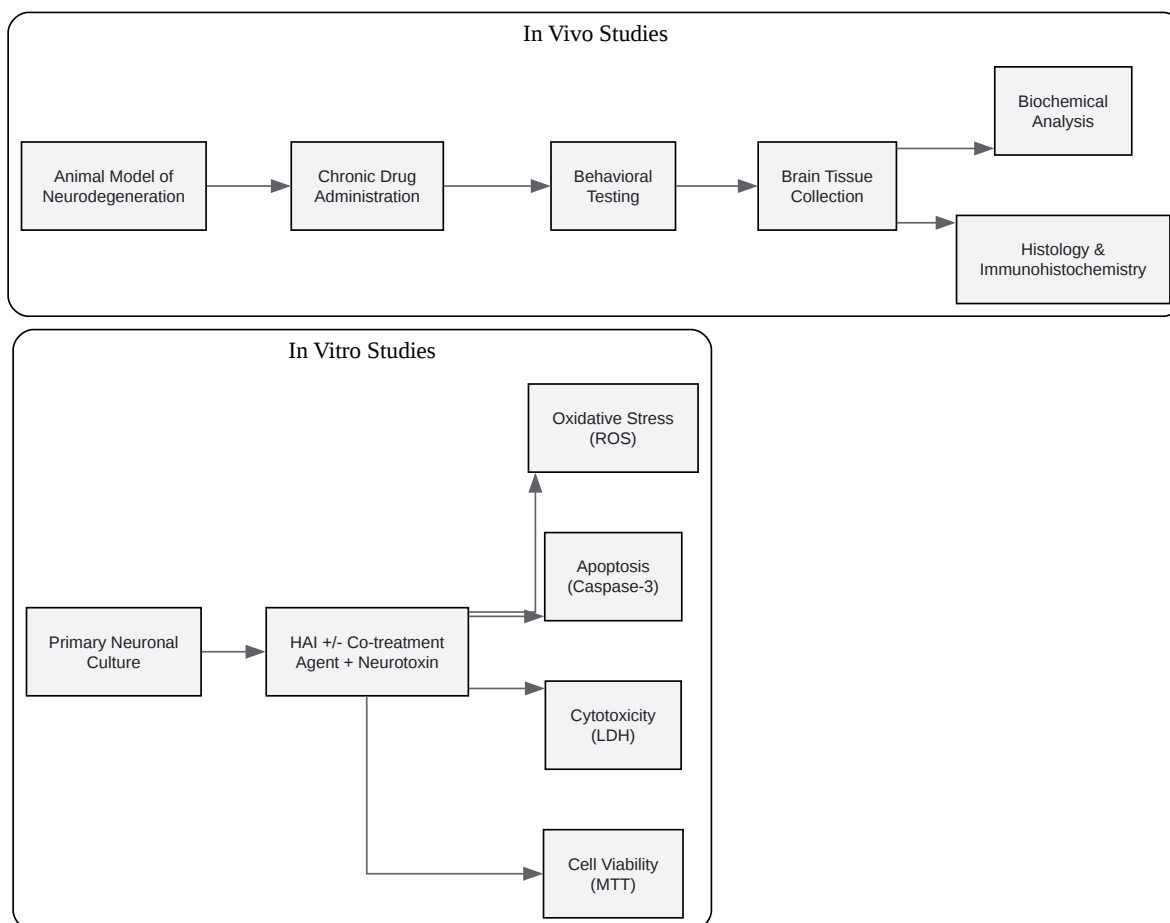 In Vivo Studies
Animal Model of
Neurodegeneration
Chronic Drug
Administration
Behavioral
Testing
Brain Tissue
Collection
Biochemical
Analysis
Histology &
Immunohistochemistry
In Vitro Studies
Primary Neuronal
Culture
HAI +/- Co-treatment
Agent + Neurotoxin
Oxidative Stress
(ROS)
Apoptosis
(Caspase-3)
Cytotoxicity
(LDH)
Cell Viability
(MTT)